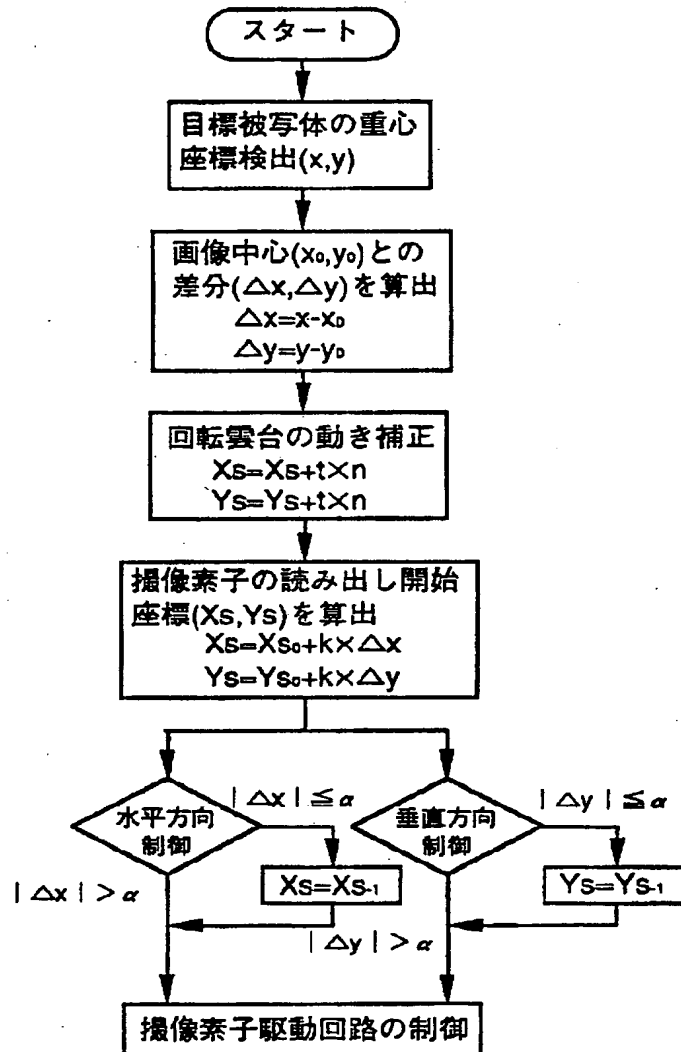 スタート
目標被写体の重心
座標検出(x,y)
画像中心(x₀,y₀)との
差分(△x,△y)を算出
△x=x-x₀
△y=y-y₀
回転雲台の動き補正
Xs=Xs+t×n
Ys=Ys+t×n
撮像素子の読み出し開始
座標(Xs,Ys)を算出
Xs=Xs₀+k×△x
Ys=Ys₀+k×△y
水平方向
制御
|△x|≦α
垂直方向
制御
|△y|≦α
|△x|>α
Xs=Xs-1
Ys=Ys-1
|△y|>α
撮像素子駆動回路の制御